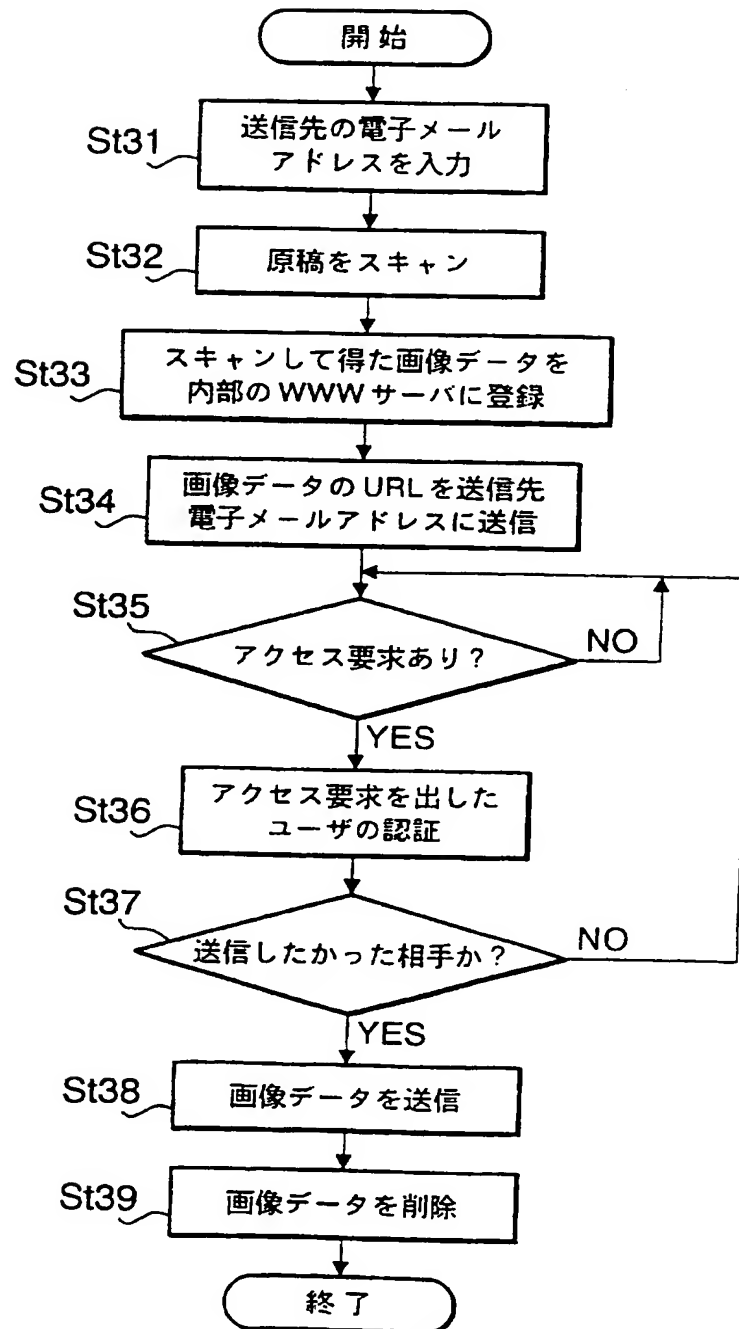 開始
St31
送信先の電子メール
アドレスを入力
St32
原稿をスキャン
St33
スキャンして得た画像データを
内部のWWWサーバに登録
St34
画像データのURLを送信先
電子メールアドレスに送信
St35
アクセス要求あり？
NO
YES
St36
アクセス要求を出した
ユーザの認証
St37
送信したかった相手か？
NO
YES
St38
画像データを送信
St39
画像データを削除
終了